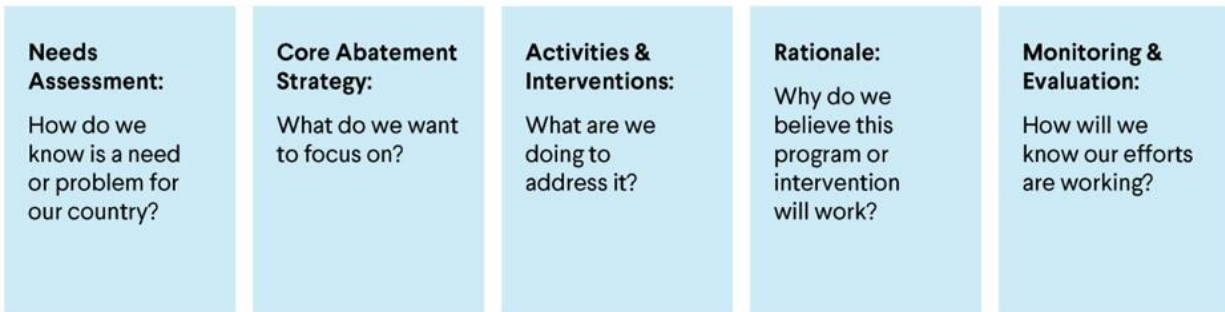 Needs
Assessment:
How do we
know is a need
or problem for
our country?
Core Abatement
Strategy:
What do we want
to focus on?
Activities &
Interventions:
What are we
doing to
address it?
Rationale:
Why do we
believe this
program or
intervention
will work?
Monitoring &
Evaluation:
How will we
know our efforts
are working?